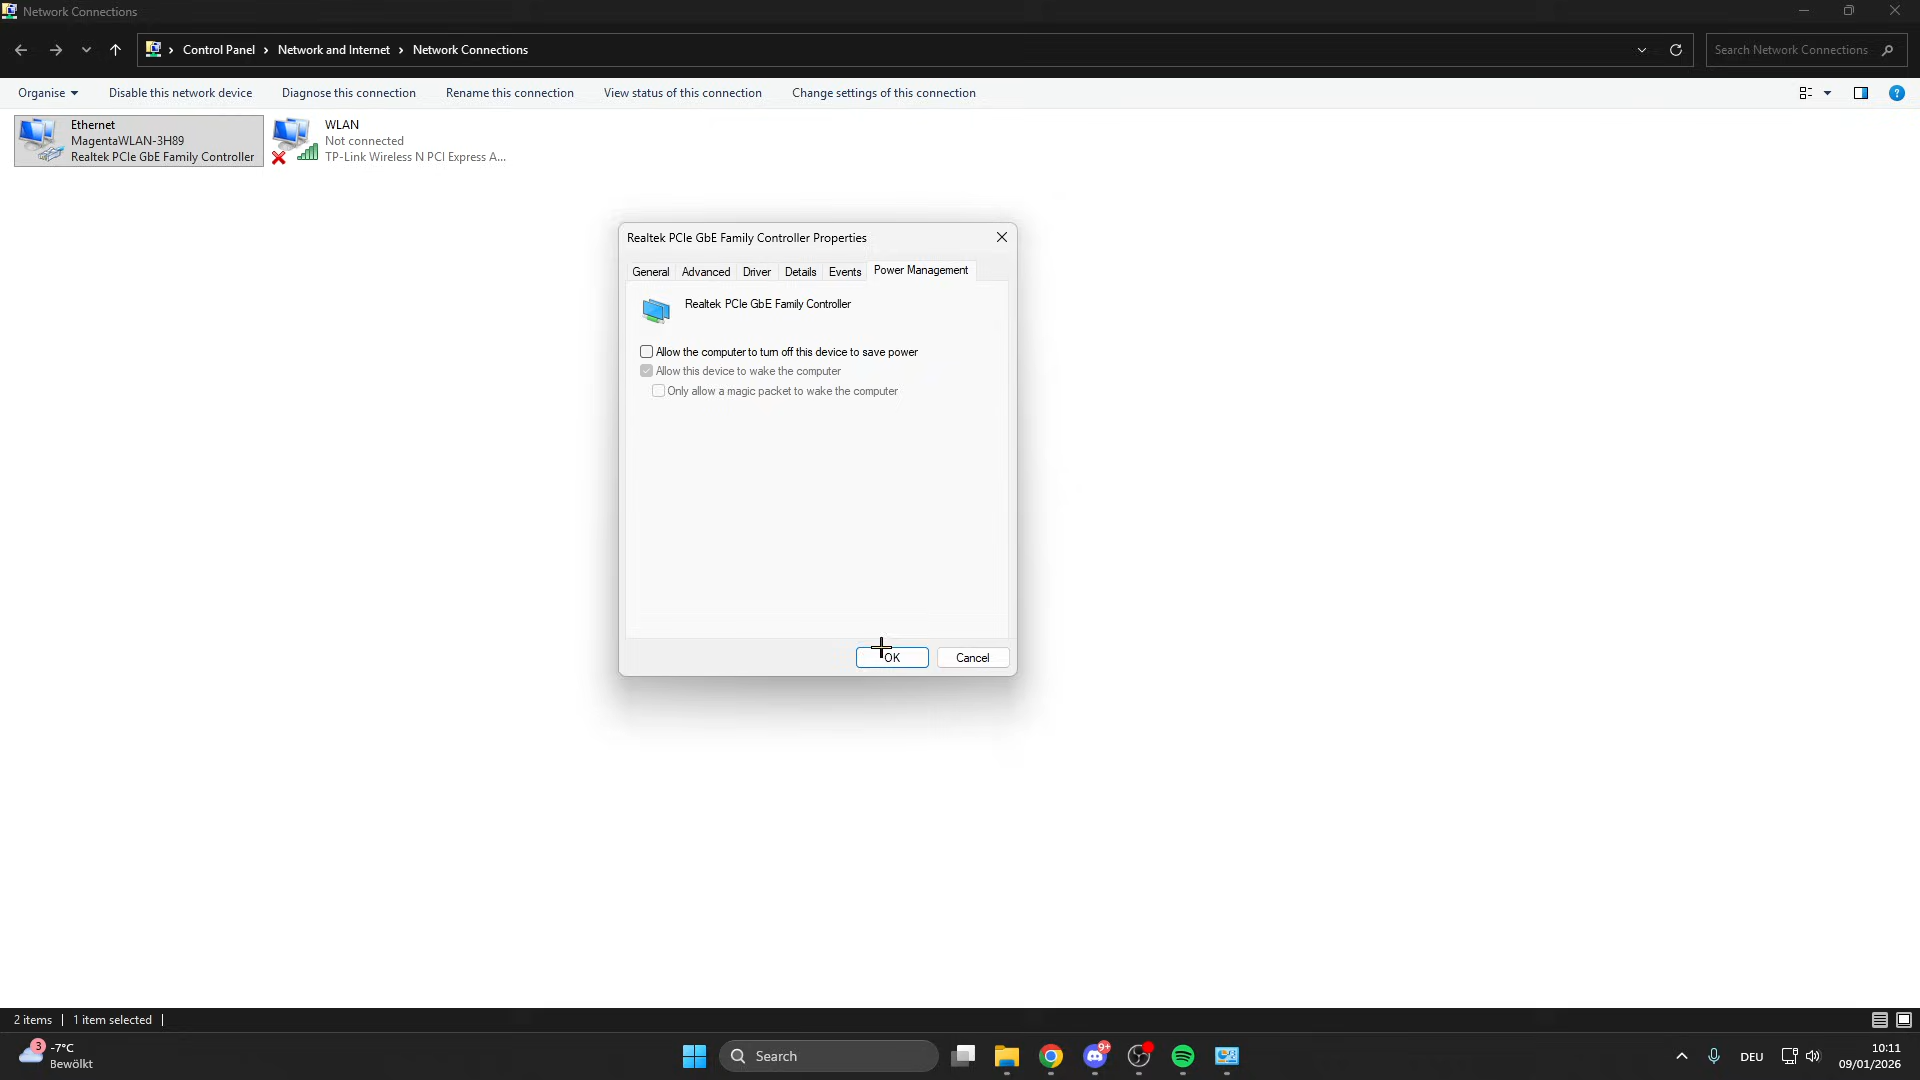 Network Connections
Control Panel > Network and Internet > Network Connections
Search Network Connections
Organise Disable this network device Diagnose this connection Rename this connection View status of this connection Change settings of this connection
Ethernet
MagentaWLAN-3H89
Realtek PCIe GbE Family Controller
WLAN
Not connected
TP-Link Wireless N PCI Express A...
Realtek PCIe GbE Family Controller Properties
General Advanced Driver Details Events Power Management
Realtek PCIe GbE Family Controller
Allow the computer to turn off this device to save power
Allow this device to wake the computer
Only allow a magic packet to wake the computer
OK Cancel
2 items 1 item selected
3
-7°C
Bewölkt
Search
9+
DEU
10:11
09/01/2026